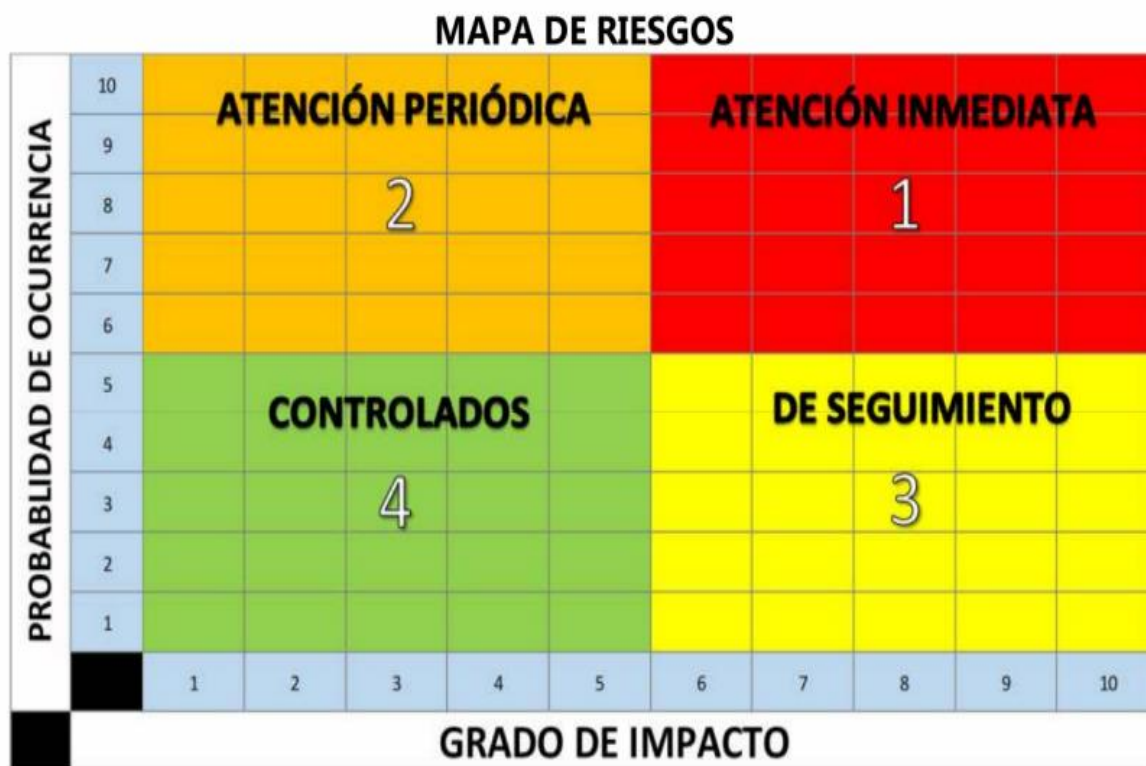 MAPA DE RIESGOS
PROBABLIDAD DE OCURRENCIA
10
ATENCIÓN PERIÓDICA
ATENCIÓN INMEDIATA
9
8
2
1
7
6
5
CONTROLADOS
DE SEGUIMIENTO
4
3
4
3
2
1
1 2 3 4 5 6 7 8 9 10
GRADO DE IMPACTO